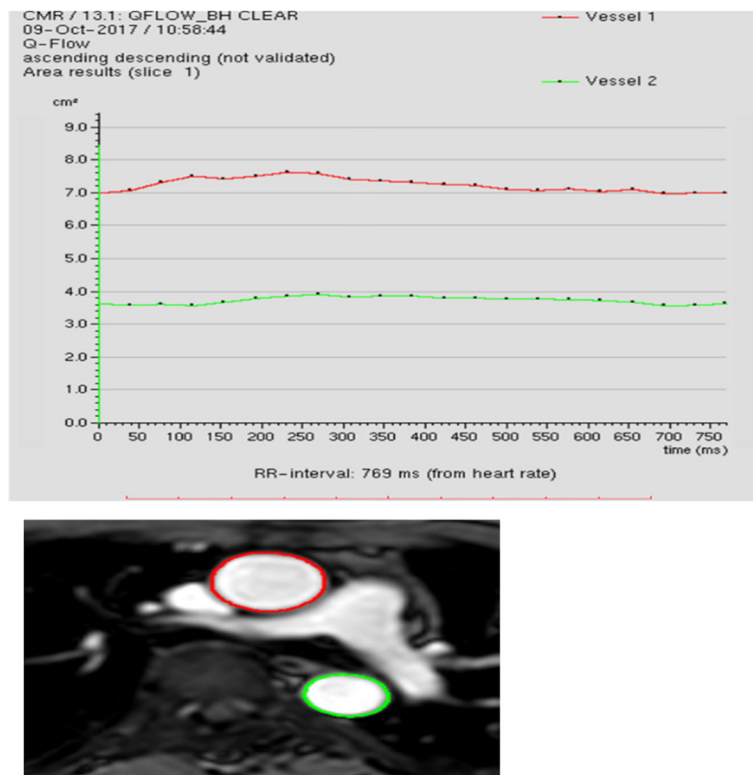 CMR / 13.1: QFLOW_BH CLEAR
09-Oct-2017 / 10:58:44
Q-Flow
ascending descending (not validated)
Area results (slice 1)
Vessel 1
Vessel 2
cm²
9.0
8.0
7.0
6.0
5.0
4.0
3.0
2.0
1.0
0.0
0 50 100 150 200 250 300 350 400 450 500 550 600 650 700 750
time (ms)
RR-interval: 769 ms (from heart rate)